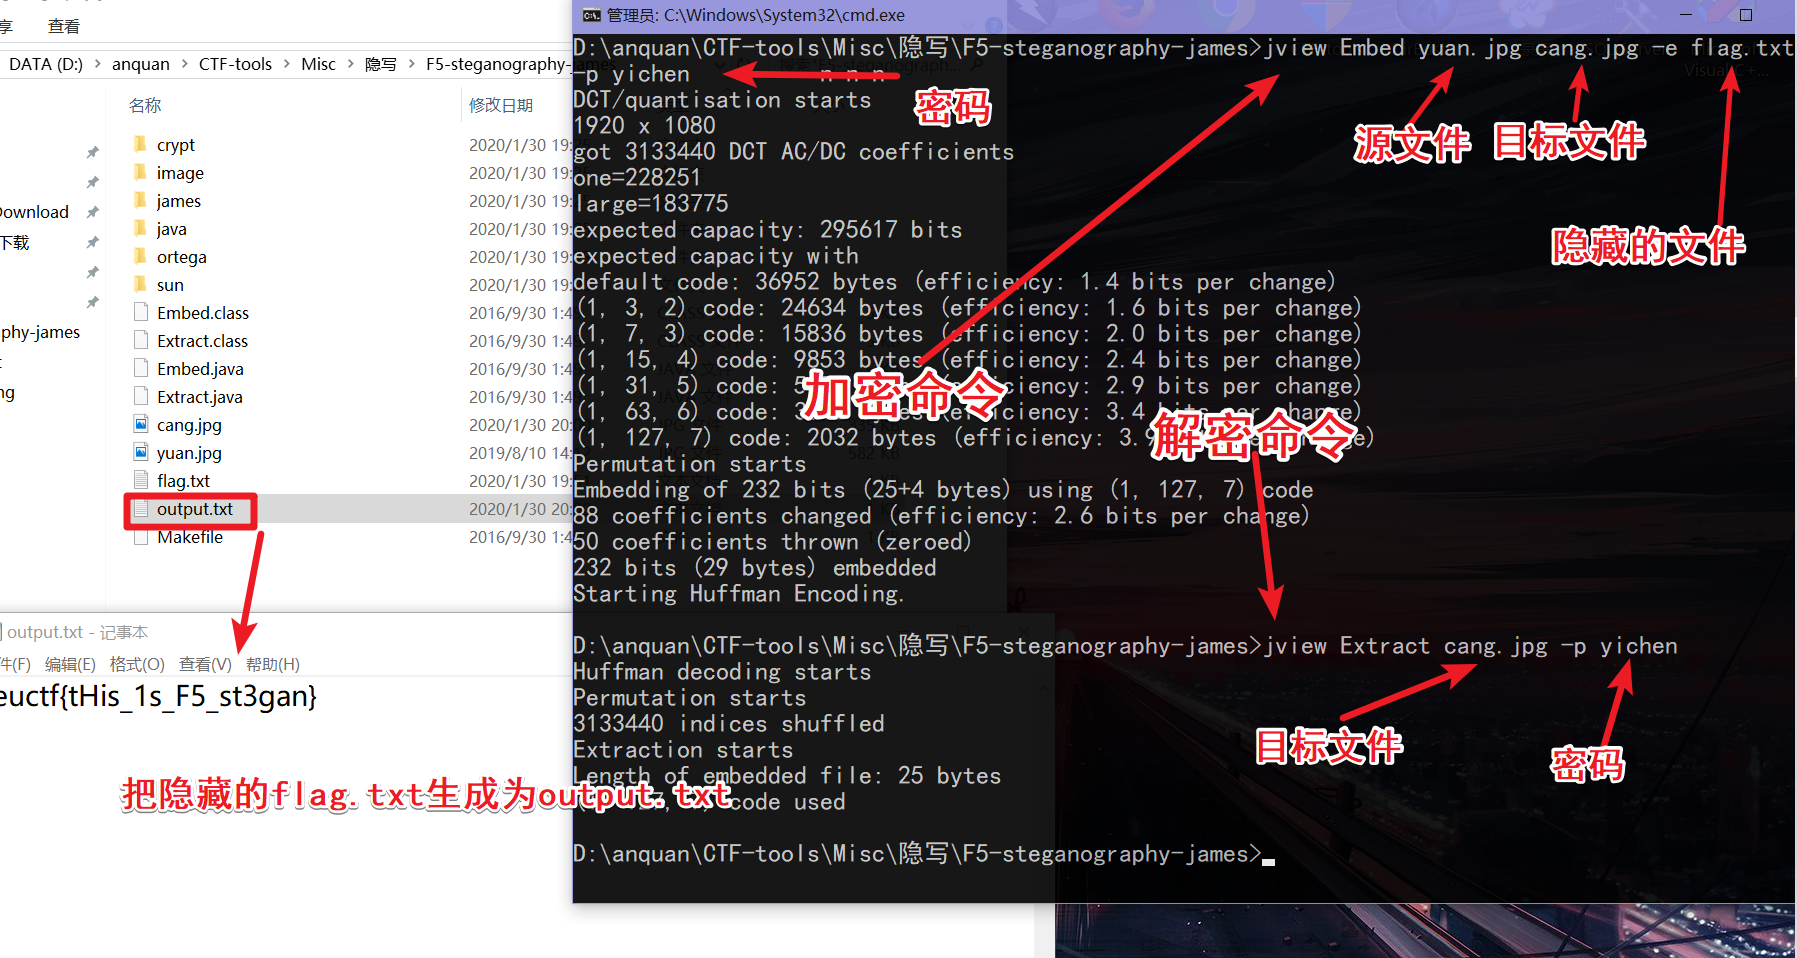 享 查看
DATA (D:) > anquan > CTF-tools > Misc > 隐写 > F5-steganography-james
名称 修改日期
crypt 2020/1/30 19:
image 2020/1/30 19:
james 2020/1/30 19:
java 2020/1/30 19:
ortega 2020/1/30 19:
sun 2020/1/30 19:
Embed.class 2016/9/30 1:4
Extract.class 2016/9/30 1:4
Embed.java 2016/9/30 1:4
Extract.java 2016/9/30 1:4
cang.jpg 2020/1/30 20:
yuan.jpg 2019/8/10 14:
flag.txt 2020/1/30 19:
output.txt 2020/1/30 20:
Makefile 2016/9/30 1:4
ownload
下载
phy-james
ng
output.txt - 记事本
件(F) 编辑(E) 格式(O) 查看(V) 帮助(H)
euctf{tHis_1s_F5_st3gan}
把隐藏的flag.txt生成为output.txt
管理员: C:\Windows\System32\cmd.exe
D:\anquan\CTF-tools\Misc\隐写\F5-steganography-james>jview Embed yuan.jpg cang.jpg -e flag.txt
-p yichen
密码
源文件
目标文件
隐藏的文件
DCT/quantisation starts
1920 x 1080
got 3133440 DCT AC/DC coefficients
one=228251
large=183775
expected capacity: 295617 bits
expected capacity with
default code: 36952 bytes (efficiency: 1.4 bits per change)
(1, 3, 2) code: 24634 bytes (efficiency: 1.6 bits per change)
(1, 7, 3) code: 15836 bytes (efficiency: 2.0 bits per change)
(1, 15, 4) code: 9853 bytes (efficiency: 2.4 bits per change)
(1, 31, 5) code: 5 (efficiency: 2.9 bits per change)
(1, 63, 6) code: 3 (efficiency: 3.4 bits per change)
(1, 127, 7) code: 2032 bytes (efficiency: 3.9 change)
加密命令
解密命令
Permutation starts
Embedding of 232 bits (25+4 bytes) using (1, 127, 7) code
88 coefficients changed (efficiency: 2.6 bits per change)
50 coefficients thrown (zeroed)
232 bits (29 bytes) embedded
Starting Huffman Encoding.
D:\anquan\CTF-tools\Misc\隐写\F5-steganography-james>jview Extract cang.jpg -p yichen
Huffman decoding starts
Permutation starts
3133440 indices shuffled
Extraction starts
Length of embedded file: 25 bytes
code used
目标文件
密码
D:\anquan\CTF-tools\Misc\隐写\F5-steganography-james>